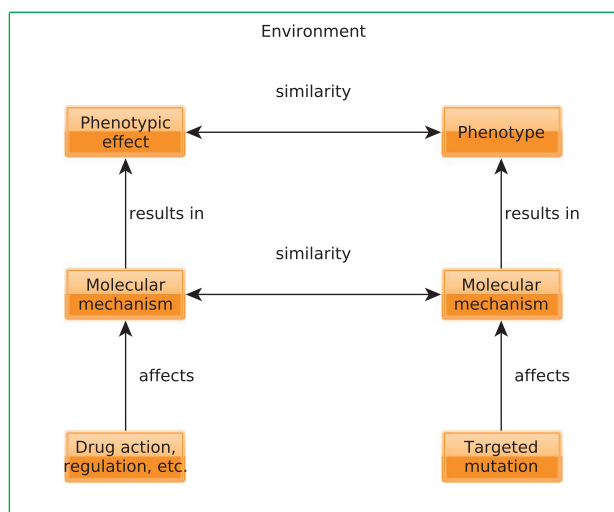 Environment
similarity
Phenotypic
effect
Phenotype
results in
results in
similarity
Molecular
mechanism
Molecular
mechanism
affects
affects
Drug action,
regulation, etc.
Targeted
mutation